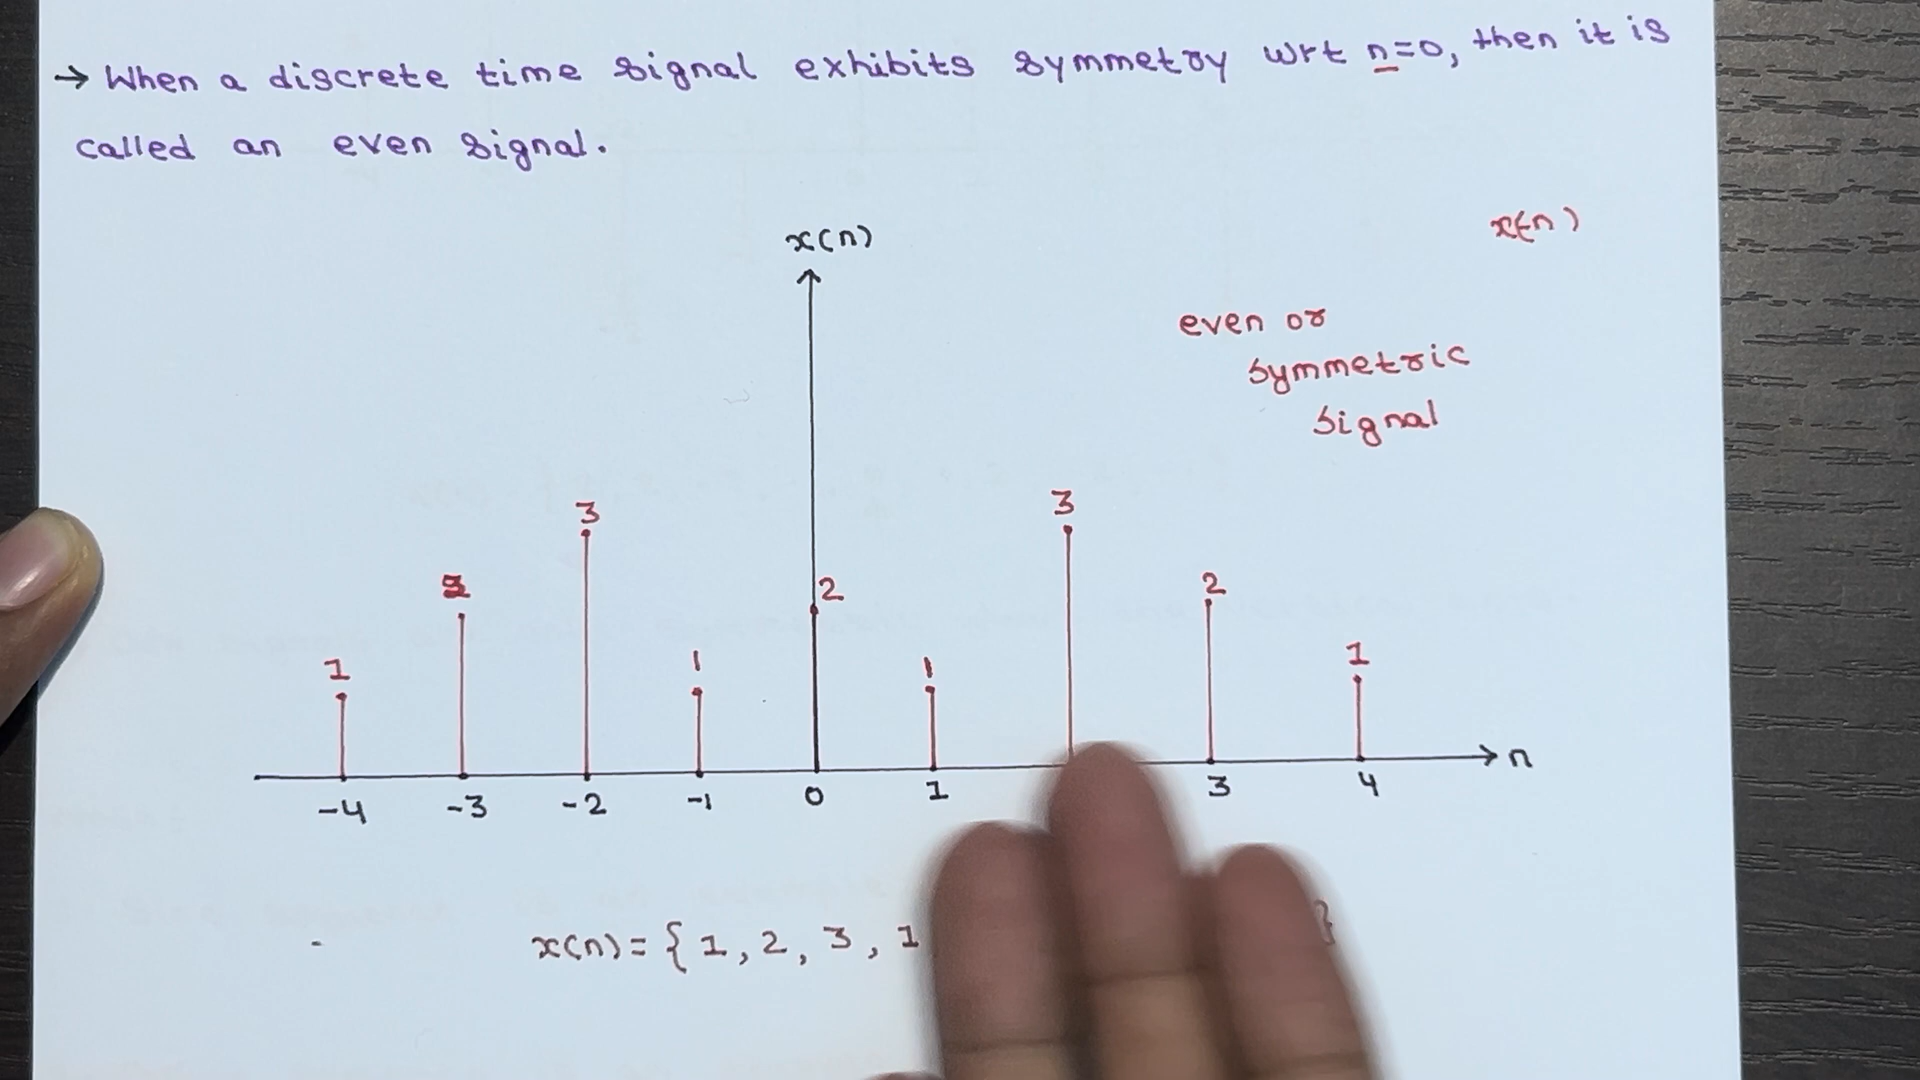 → When a discrete time signal exhibits symmetry wrt n=0, then it is
called an even signal.
x(n)
x(-n)
even or
symmetric
signal
3
3
2
2
2
1
1
1
1
n
-4
-3
-2
-1
0
1
3
4
x(n) = { 1, 2, 3, 1
}